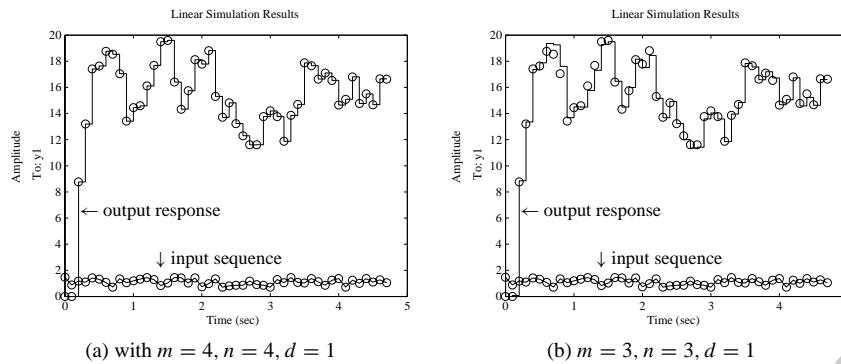 Linear Simulation Results
20
18
16
14
12
10
8
6
4
2
0
Amplitude
To: y1
← output response
↓ input sequence
0 1 2 3 4 5
Time (sec)
(a) with m = 4, n = 4, d = 1
Linear Simulation Results
20
18
16
14
12
10
8
6
4
2
0
Amplitude
To: y1
← output response
↓ input sequence
0 1 2 3 4
Time (sec)
(b) m = 3, n = 3, d = 1